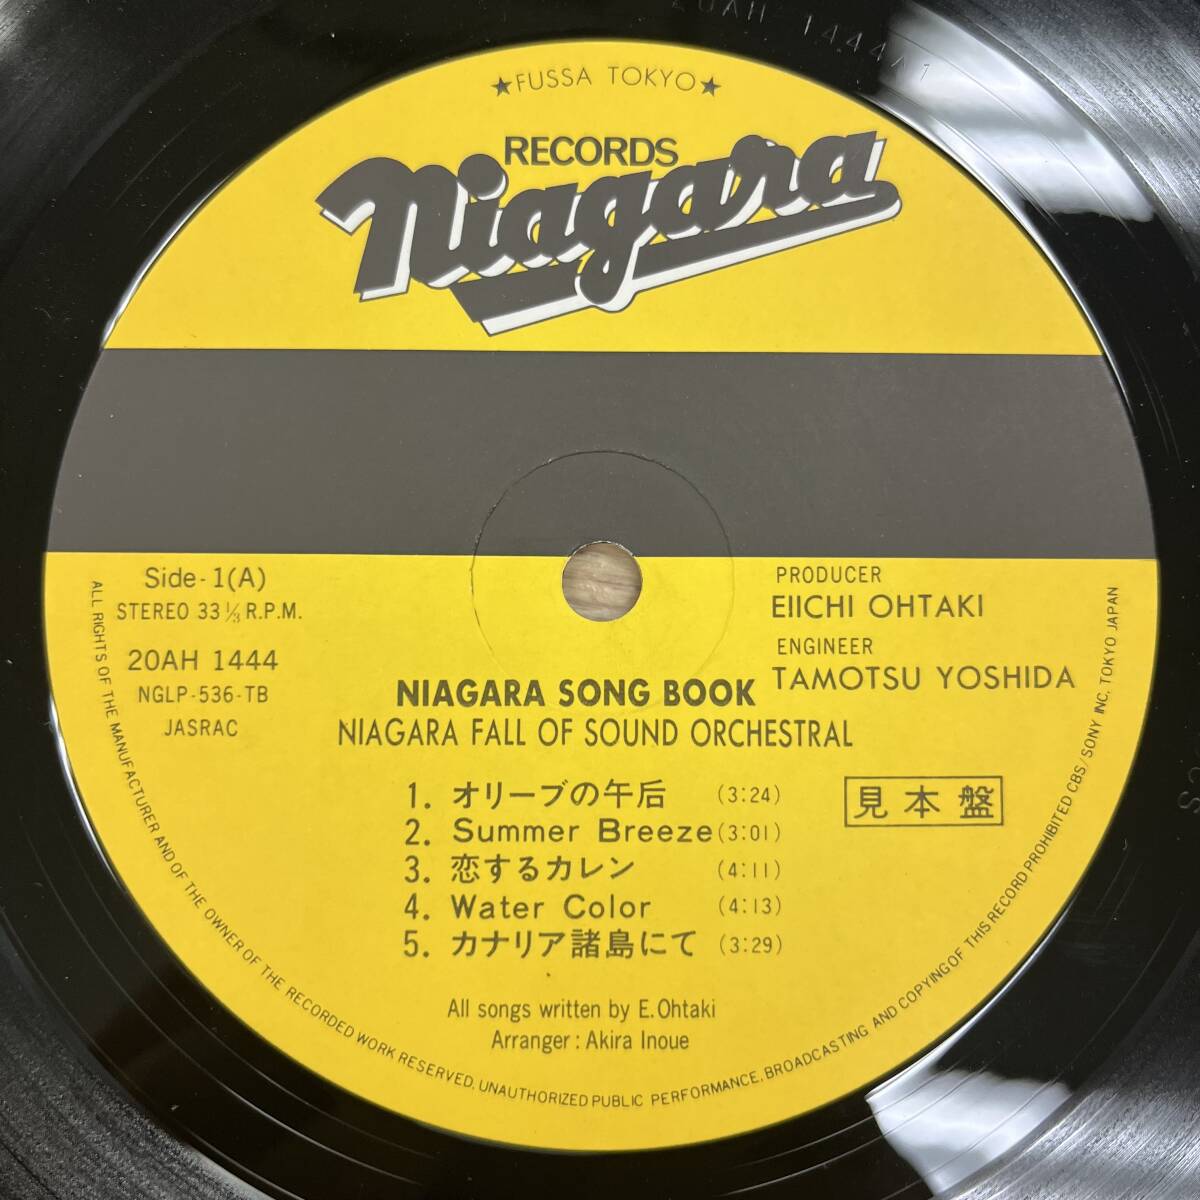 20AH 1444A1
★FUSSA TOKYO★
RECORDS
Niagara
Side-1(A)
STEREO 33 1/3 R.P.M.
20AH 1444
NGLP-536-TB
JASRAC
PRODUCER
EIICHI OHTAKI
ENGINEER
TAMOTSU YOSHIDA
NIAGARA SONG BOOK
NIAGARA FALL OF SOUND ORCHESTRAL
1. オリーブの午后 (3:24)
2. Summer Breeze (3:01)
3. 恋するカレン (4:11)
4. Water Color (4:13)
5. カナリア諸島にて (3:29)
見本盤
All songs written by E.Ohtaki
Arranger : Akira Inoue
ALL RIGHTS OF THE MANUFACTURER AND OF THE OWNER OF THE RECORDED WORK RESERVED. UNAUTHORIZED PUBLIC PERFORMANCE, BROADCASTING AND COPYING OF THIS RECORD PROHIBITED CBS/SONY INC. TOKYO JAPAN